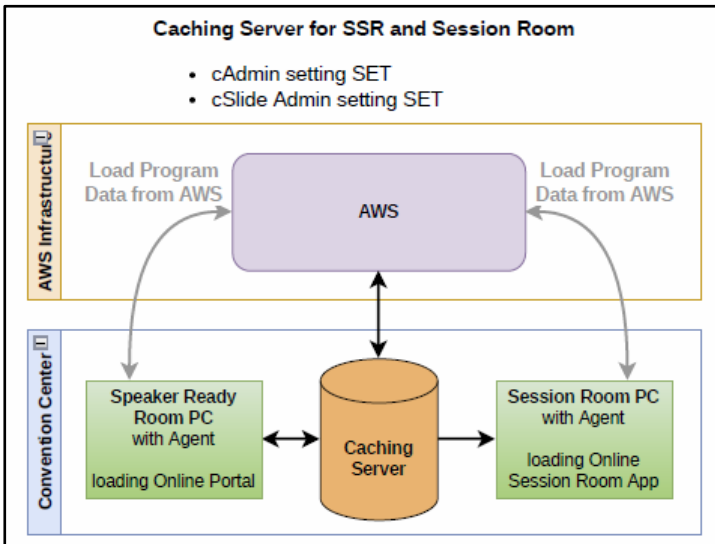 Caching Server for SSR and Session Room
• cAdmin setting SET
• cSlide Admin setting SET
AWS Infrastructure
Load Program
Data from AWS
AWS
Load Program
Data from AWS
Convention Center
Speaker Ready
Room PC
with Agent
loading Online Portal
Caching
Server
Session Room PC
with Agent
loading Online
Session Room App